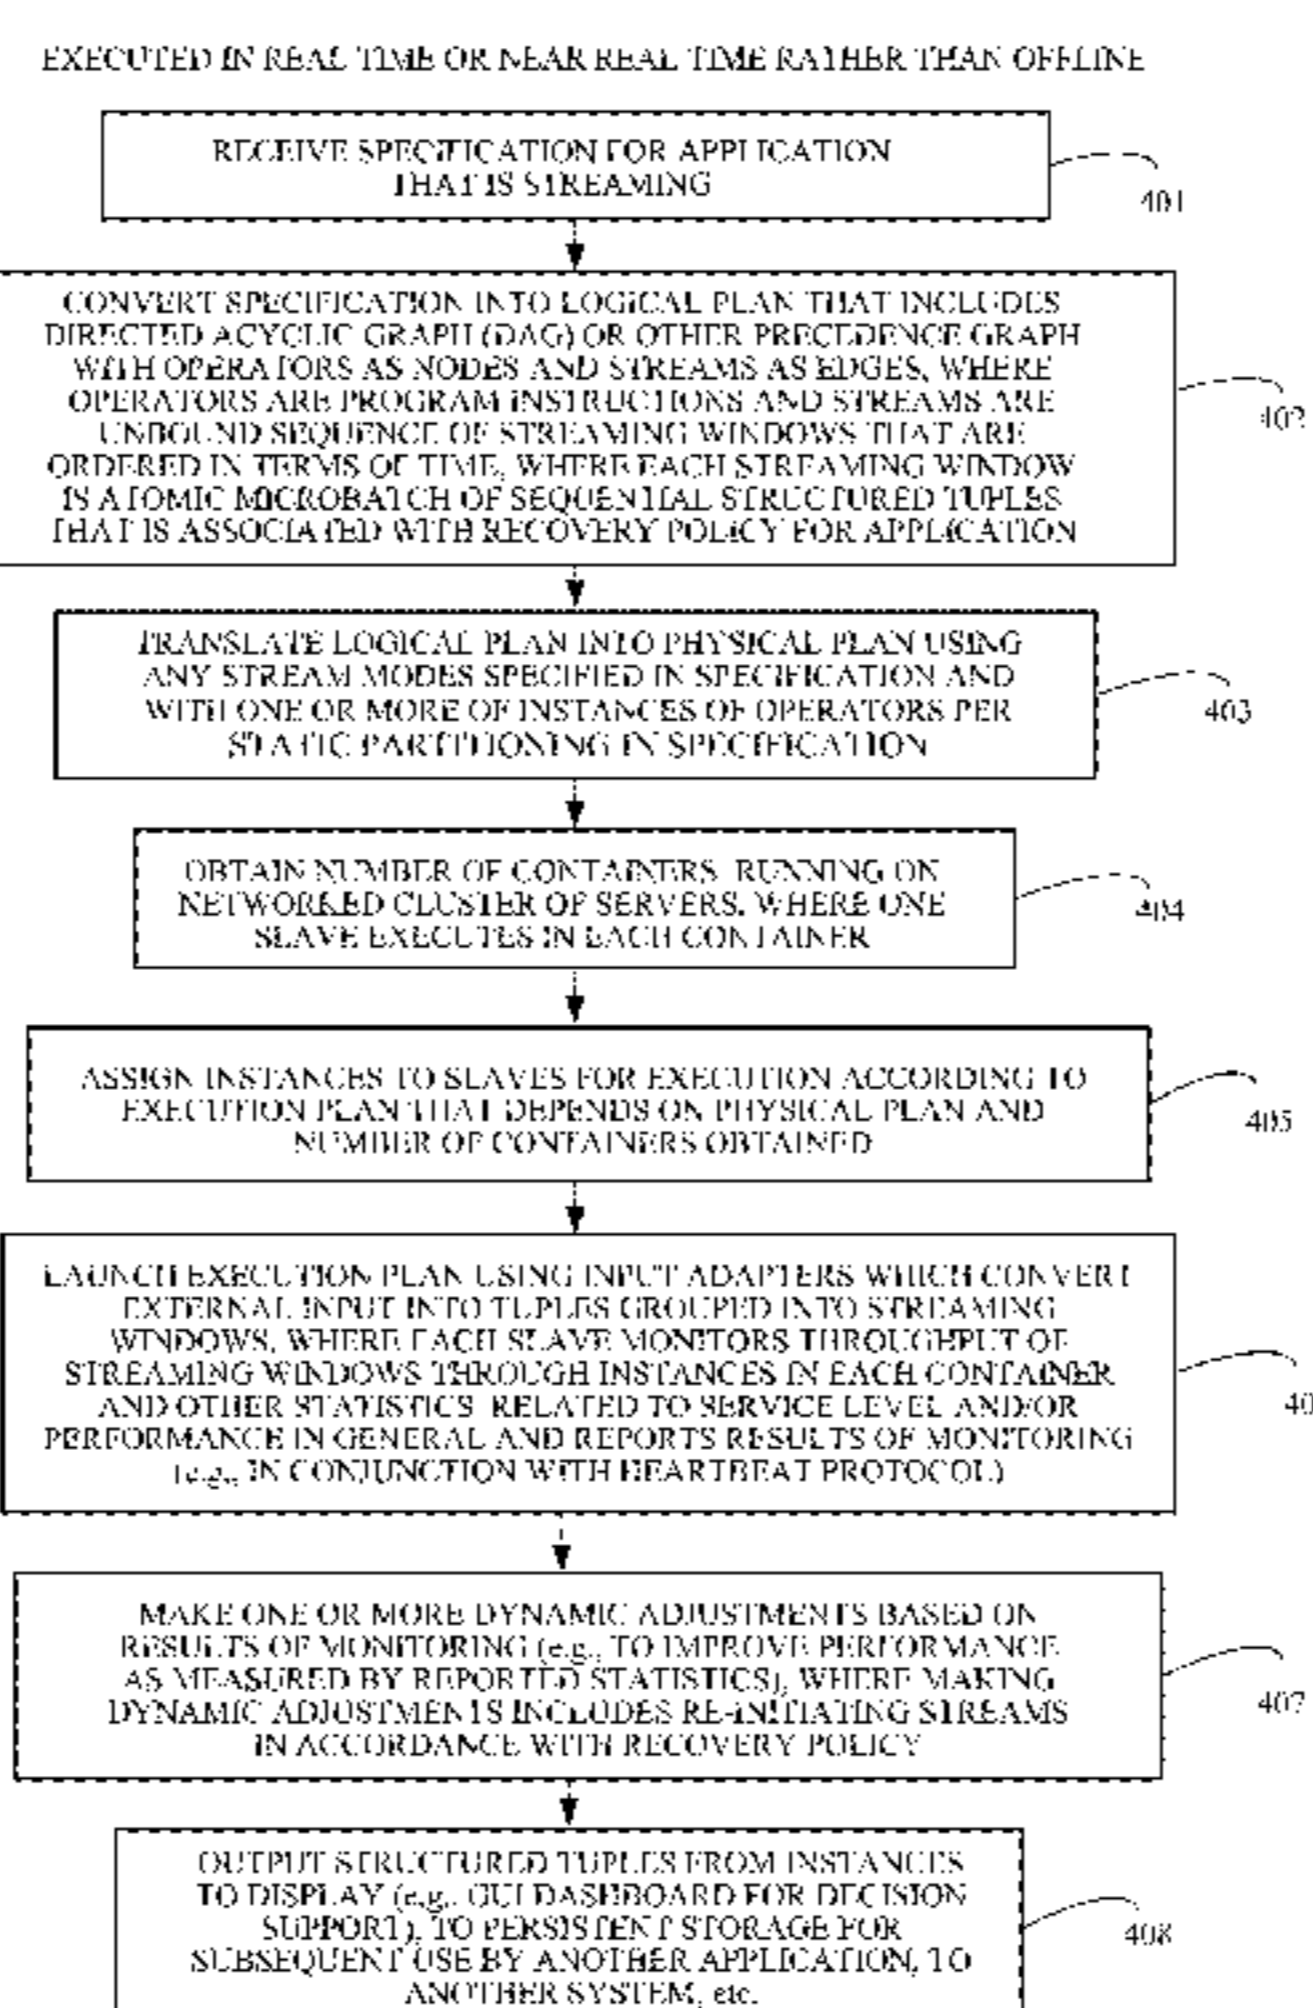 EXECUTED IN REAL TIME OR NEAR REAL TIME RATHER THAN OFFLINE
RECEIVE SPECIFICATION FOR APPLICATION
THAT IS STREAMING
401
CONVERT SPECIFICATION INTO LOGICAL PLAN THAT INCLUDES
DIRECTED ACYCLIC GRAPH (DAG) OR OTHER PRECEDENCE GRAPH
WITH OPERATORS AS NODES AND STREAMS AS EDGES, WHERE
OPERATORS ARE PROGRAM INSTRUCTIONS AND STREAMS ARE
UNBOUND SEQUENCE OF STREAMING WINDOWS THAT ARE
ORDERED IN TERMS OF TIME, WHERE EACH STREAMING WINDOW
IS ATOMIC MICROBATCH OF SEQUENTIAL STRUCTURED TUPLES
THAT IS ASSOCIATED WITH RECOVERY POLICY FOR APPLICATION
402
TRANSLATE LOGICAL PLAN INTO PHYSICAL PLAN USING
ANY STREAM MODES SPECIFIED IN SPECIFICATION AND
WITH ONE OR MORE OF INSTANCES OF OPERATORS PER
STATIC PARTITIONING IN SPECIFICATION
403
OBTAIN NUMBER OF CONTAINERS RUNNING ON
NETWORKED CLUSTER OF SERVERS, WHERE ONE
SLAVE EXECUTES IN EACH CONTAINER
404
ASSIGN INSTANCES TO SLAVES FOR EXECUTION ACCORDING TO
EXECUTION PLAN THAT DEPENDS ON PHYSICAL PLAN AND
NUMBER OF CONTAINERS OBTAINED
405
LAUNCH EXECUTION PLAN USING INPUT ADAPTERS WHICH CONVERT
EXTERNAL INPUT INTO TUPLES GROUPED INTO STREAMING
WINDOWS, WHERE EACH SLAVE MONITORS THROUGHPUT OF
STREAMING WINDOWS THROUGH INSTANCES IN EACH CONTAINER
AND OTHER STATISTICS RELATED TO SERVICE LEVEL AND/OR
PERFORMANCE IN GENERAL AND REPORTS RESULTS OF MONITORING
(e.g., IN CONJUNCTION WITH HEARTBEAT PROTOCOL)
40
MAKE ONE OR MORE DYNAMIC ADJUSTMENTS BASED ON
RESULTS OF MONITORING (e.g., TO IMPROVE PERFORMANCE
AS MEASURED BY REPORTED STATISTICS), WHERE MAKING
DYNAMIC ADJUSTMENTS INCLUDES RE-INITIATING STREAMS
IN ACCORDANCE WITH RECOVERY POLICY
407
OUTPUT STRUCTURED TUPLES FROM INSTANCES
TO DISPLAY (e.g., GUI DASHBOARD FOR DECISION
SUPPORT), TO PERSISTENT STORAGE FOR
SUBSEQUENT USE BY ANOTHER APPLICATION, TO
ANOTHER SYSTEM, etc.
408